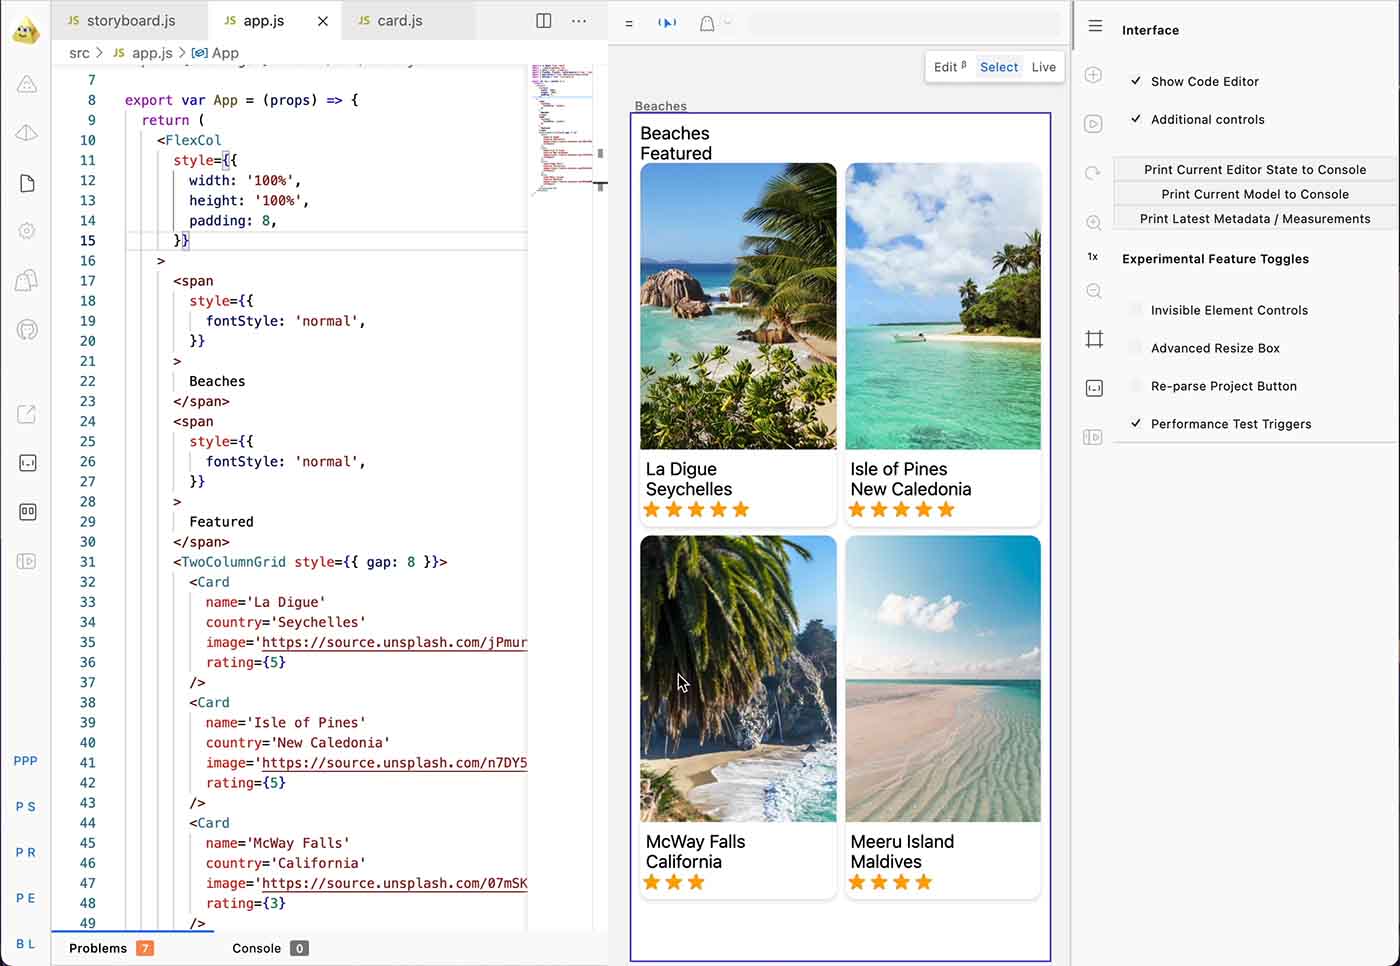 JS storyboard.js
JS app.js
JS card.js
src > JS app.js > App
7
8 export var App = (props) => {
9 return (
10 <FlexCol
11 style={{
12 width: '100%',
13 height: '100%',
14 padding: 8,
15 }}
16 >
17 <span
18 style={{
19 fontStyle: 'normal',
20 }}
21 >
22 Beaches
23 </span>
24 <span
25 style={{
26 fontStyle: 'normal',
27 }}
28 >
29 Featured
30 </span>
31 <TwoColumnGrid style={{ gap: 8 }}>
32 <Card
33 name='La Digue'
34 country='Seychelles'
35 image='https://source.unsplash.com/jPmur
36 rating={5}
37 />
38 <Card
39 name='Isle of Pines'
40 country='New Caledonia'
41 image='https://source.unsplash.com/n7DY5
42 rating={5}
43 />
44 <Card
45 name='McWay Falls'
46 country='California'
47 image='https://source.unsplash.com/07mSK
48 rating={3}
49 />
PPP
P S
P R
P E
B L
Problems 7
Console 0
Edit β Select Live
Beaches
Beaches
Featured
La Digue
Seychelles
Isle of Pines
New Caledonia
McWay Falls
California
Meeru Island
Maldives
1x
Interface
Show Code Editor
Additional controls
Print Current Editor State to Console
Print Current Model to Console
Print Latest Metadata / Measurements
Experimental Feature Toggles
Invisible Element Controls
Advanced Resize Box
Re-parse Project Button
Performance Test Triggers